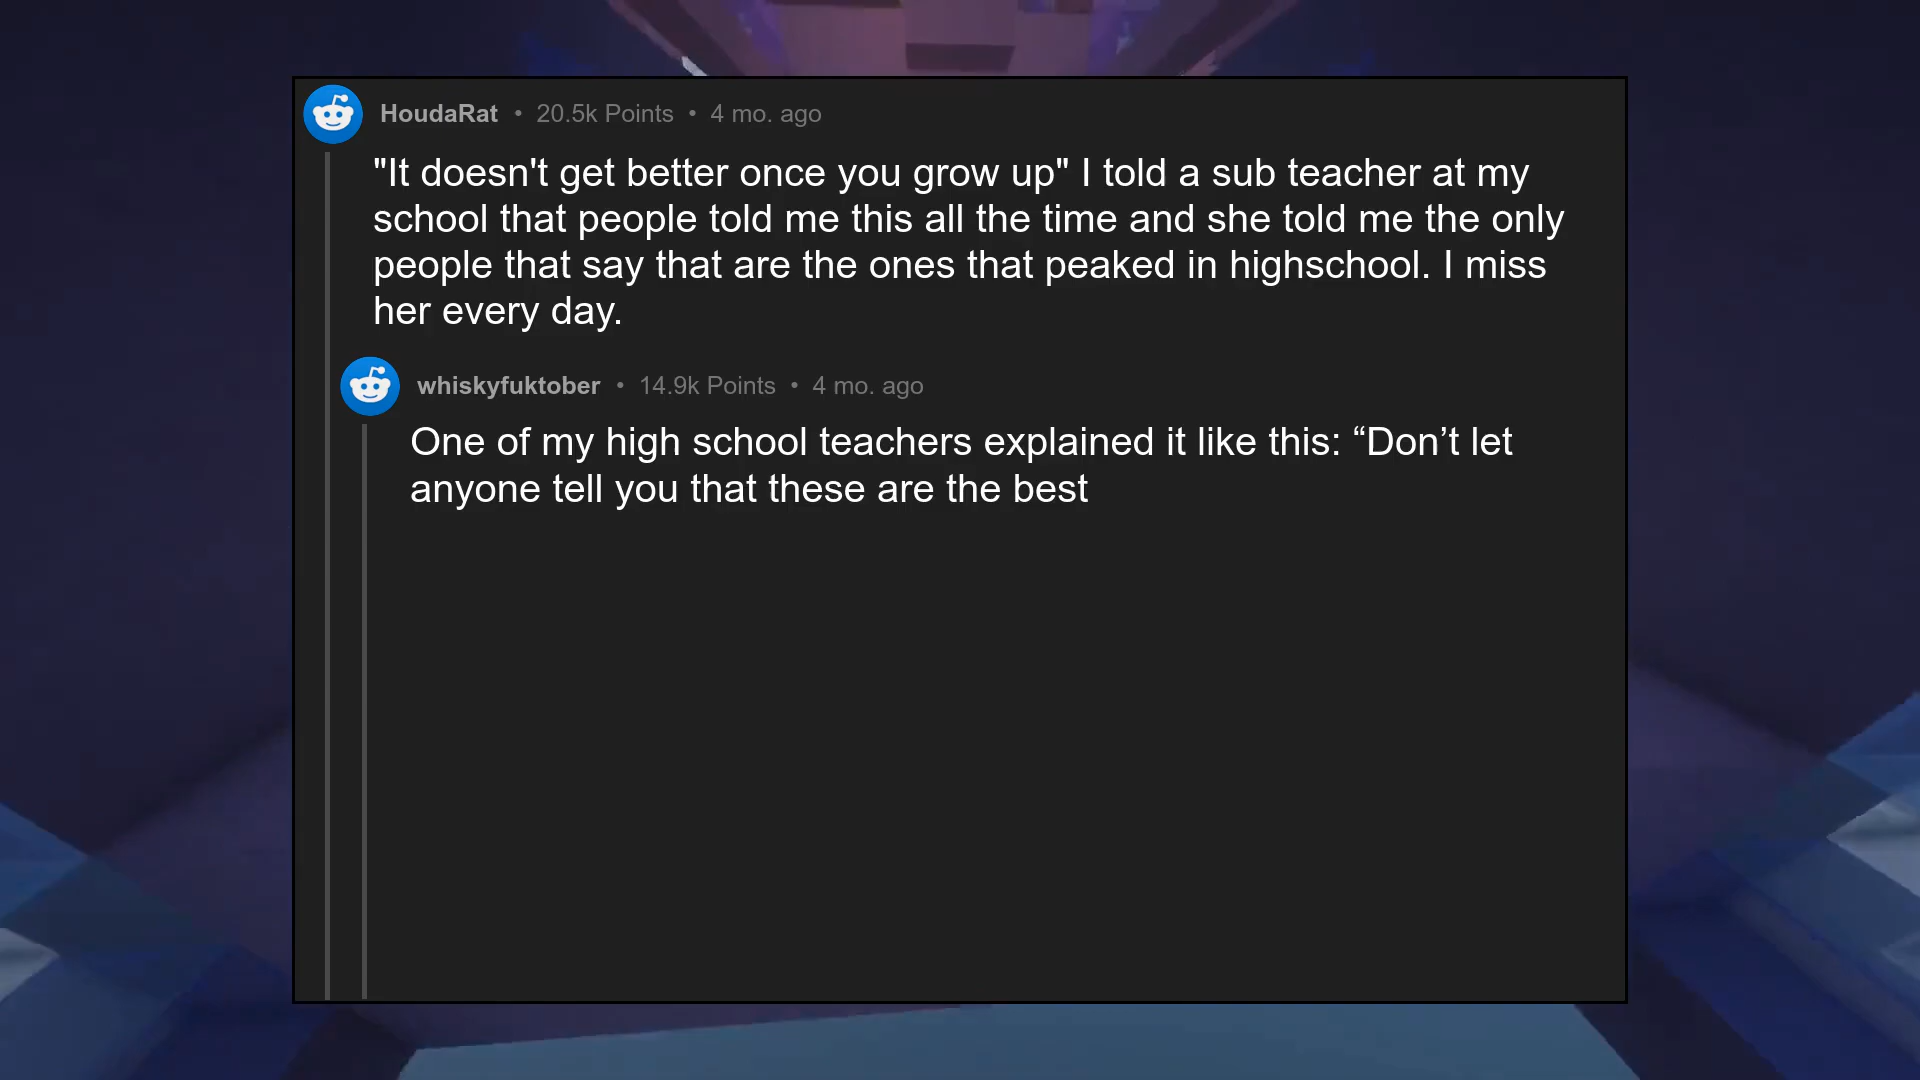 HoudaRat • 20.5k Points • 4 mo. ago
"It doesn't get better once you grow up" I told a sub teacher at my
school that people told me this all the time and she told me the only
people that say that are the ones that peaked in highschool. I miss
her every day.
whiskyfuktober • 14.9k Points • 4 mo. ago
One of my high school teachers explained it like this: “Don’t let
anyone tell you that these are the best